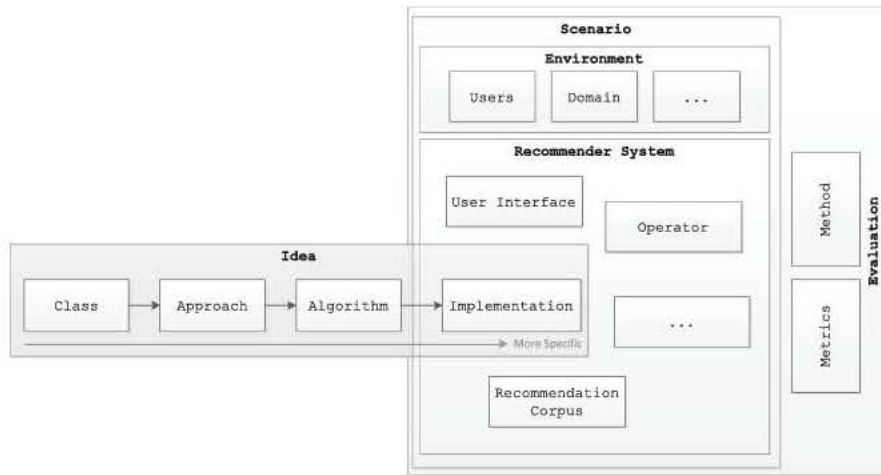 Scenario
Environment
Users
Domain
...
Recommender System
User Interface
Operator
Idea
Class
Approach
Algorithm
Implementation
...
More Specific
Recommendation
Corpus
Method
Metrics
Evaluation